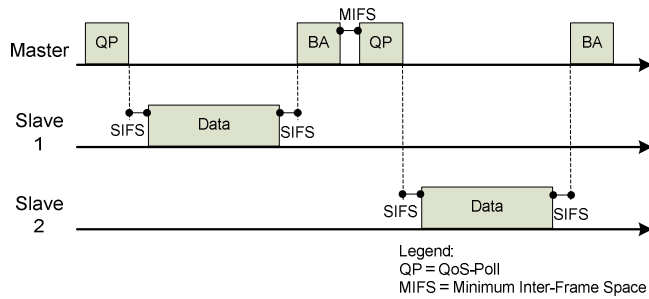 MIFS
Master
QP
BA
QP
BA
Slave
1
SIFS
Data
SIFS
Slave
2
SIFS
Data
SIFS
Legend:
QP = QoS-Poll
MIFS = Minimum Inter-Frame Space